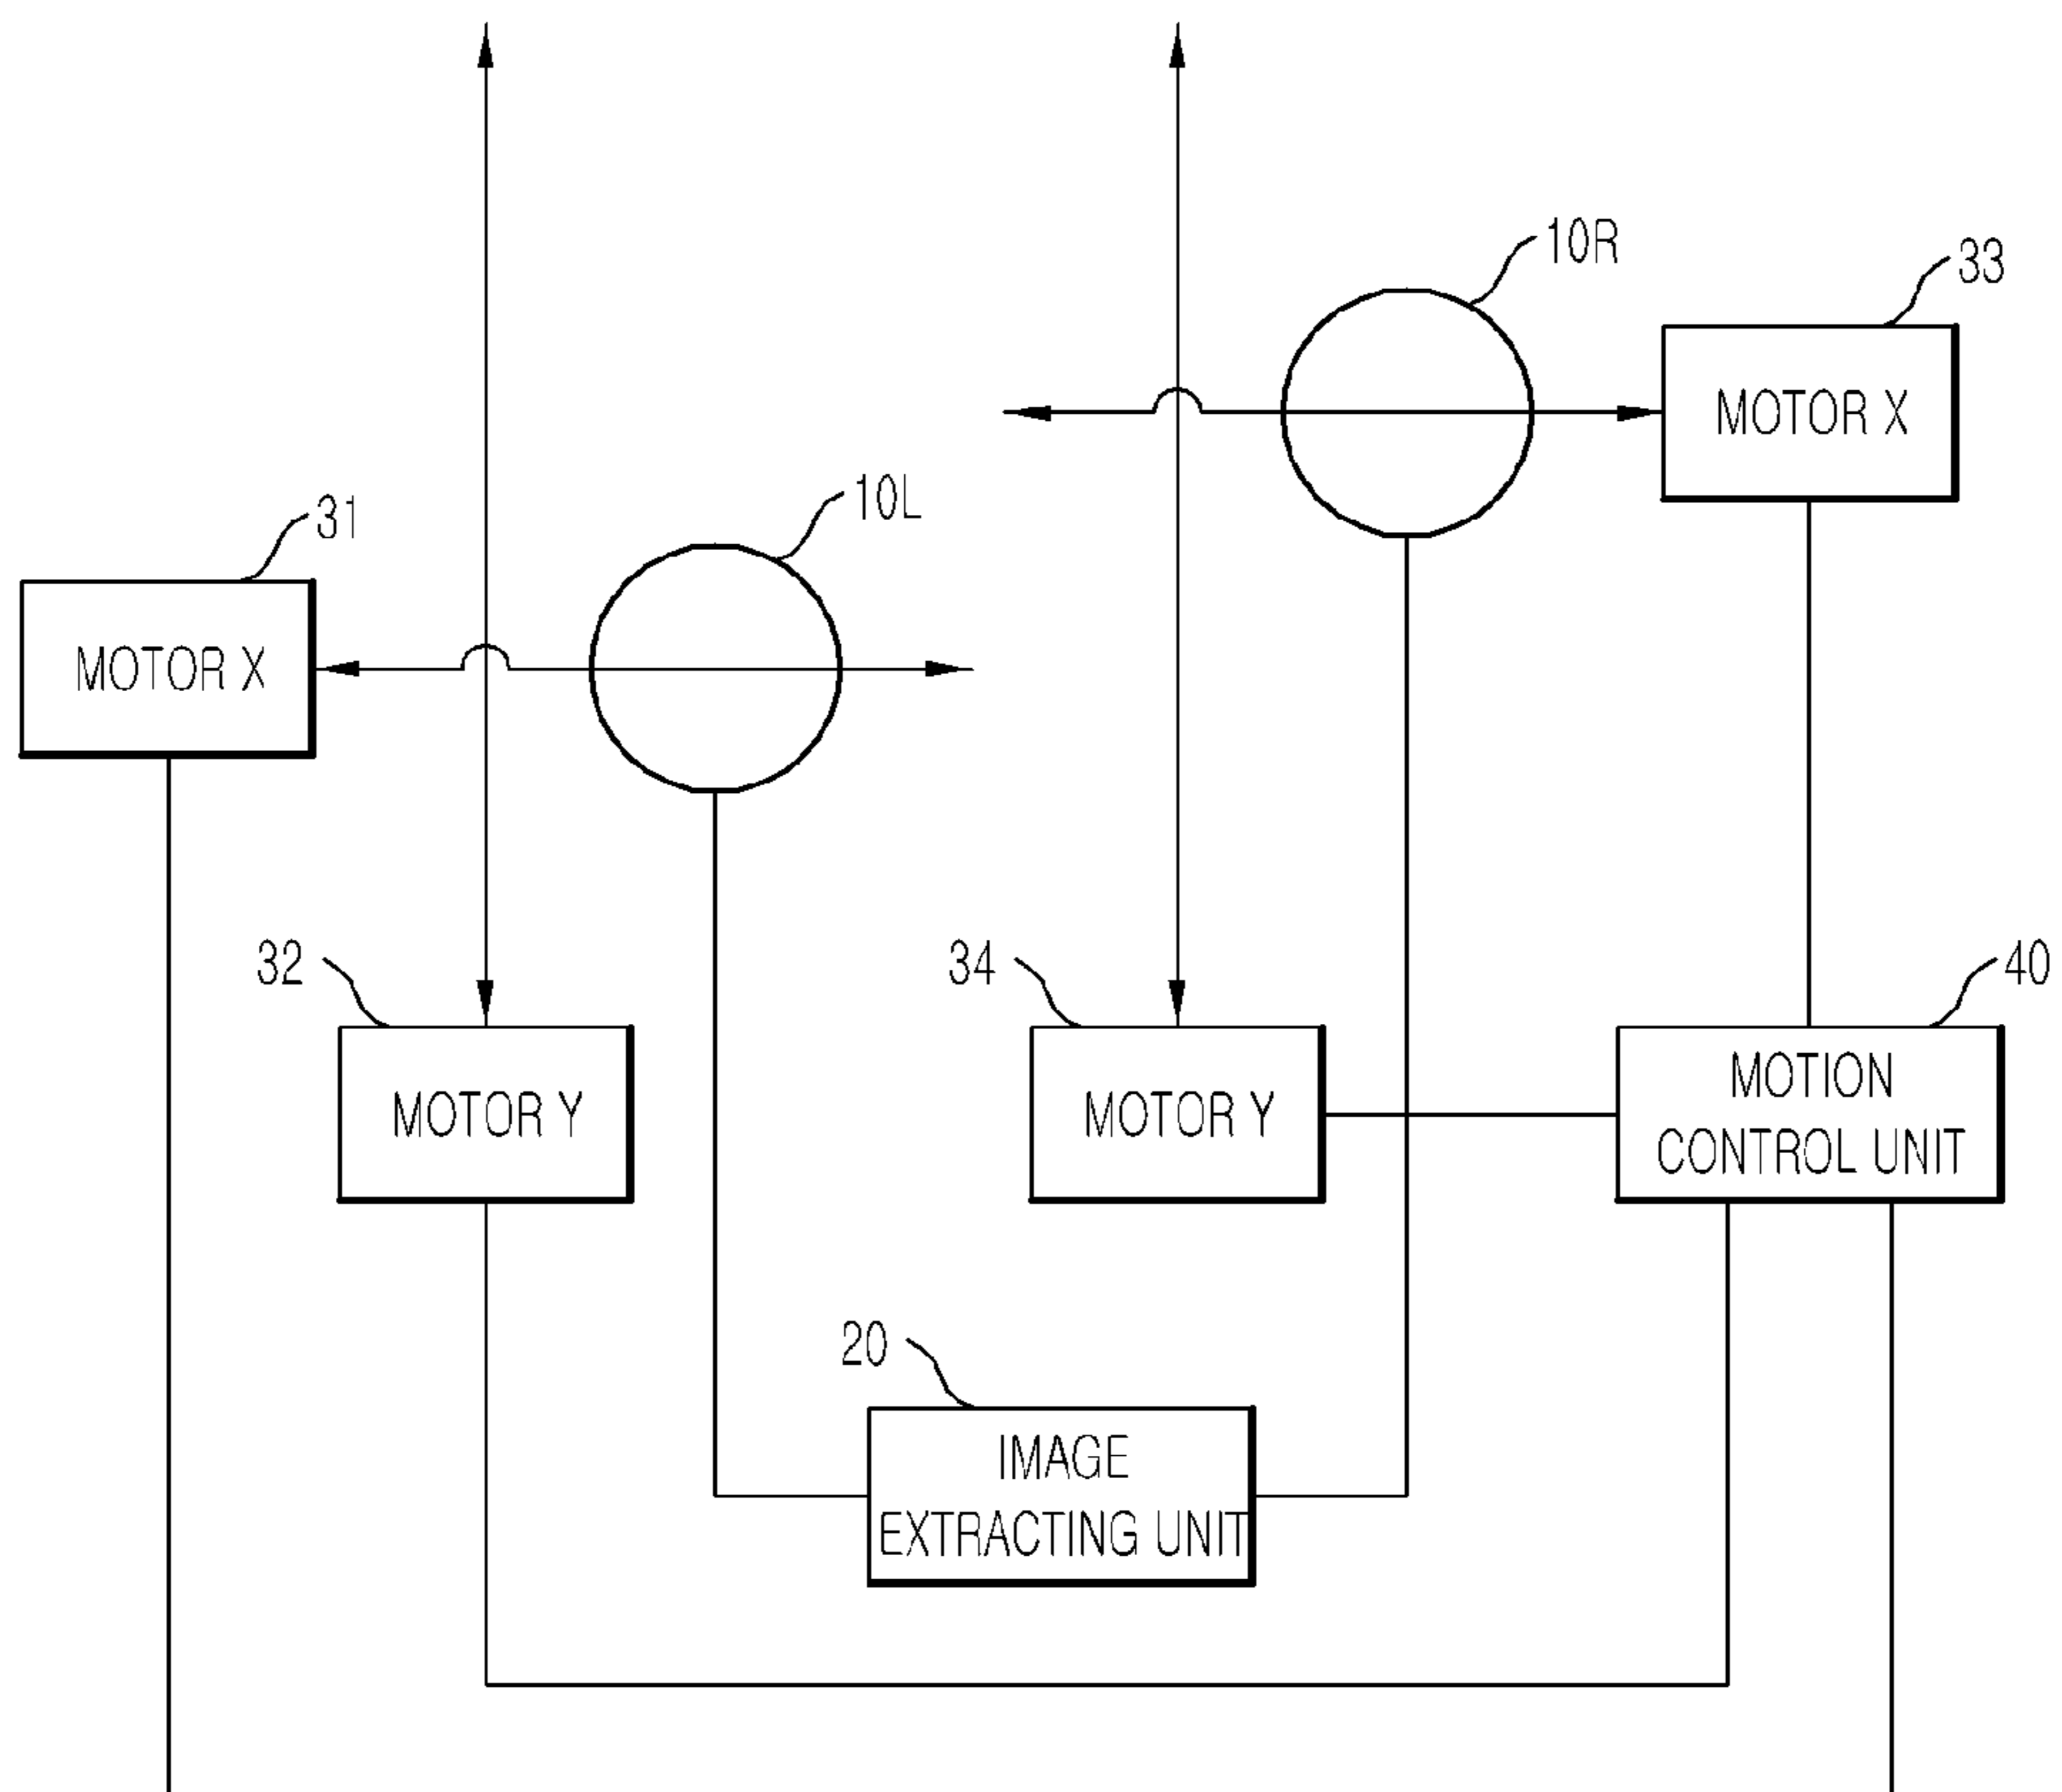 10R
33
MOTOR X
10L
31
MOTOR X
32
34
40
MOTOR Y
MOTOR Y
MOTION
CONTROL UNIT
20
IMAGE
EXTRACTING UNIT